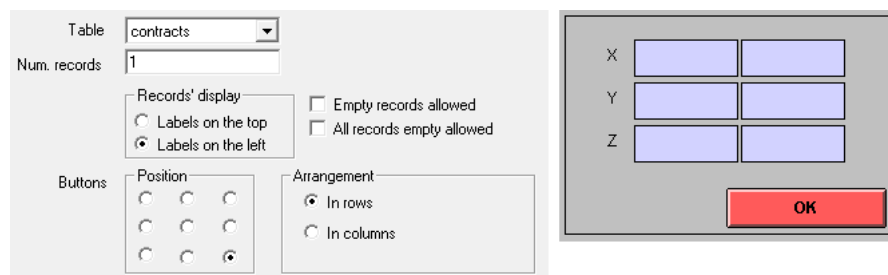 Table contracts
Num. records 1
Records' display
Labels on the top
Labels on the left
Empty records allowed
All records empty allowed
Buttons
Position
Arrangement
In rows
In columns
X
Y
Z
OK